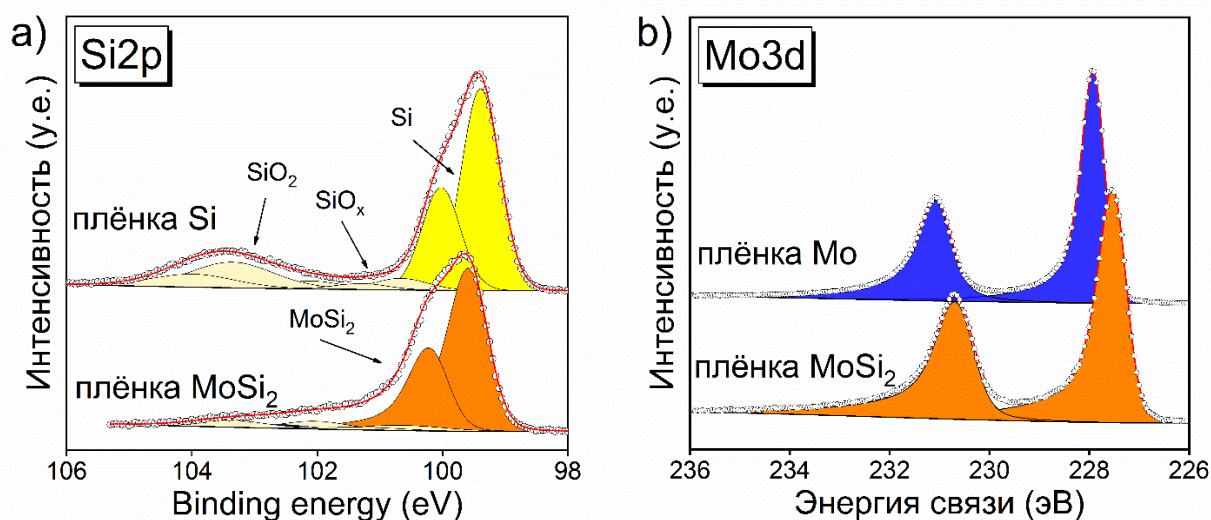 a)
Si2p
Интенсивность (у.е.)
Si
SiO2
SiOx
плёнка Si
MoSi2
плёнка MoSi2
106 104 102 100 98
Binding energy (eV)
b)
Mo3d
Интенсивность (у.е.)
плёнка Mo
плёнка MoSi2
236 234 232 230 228 226
Энергия связи (эВ)